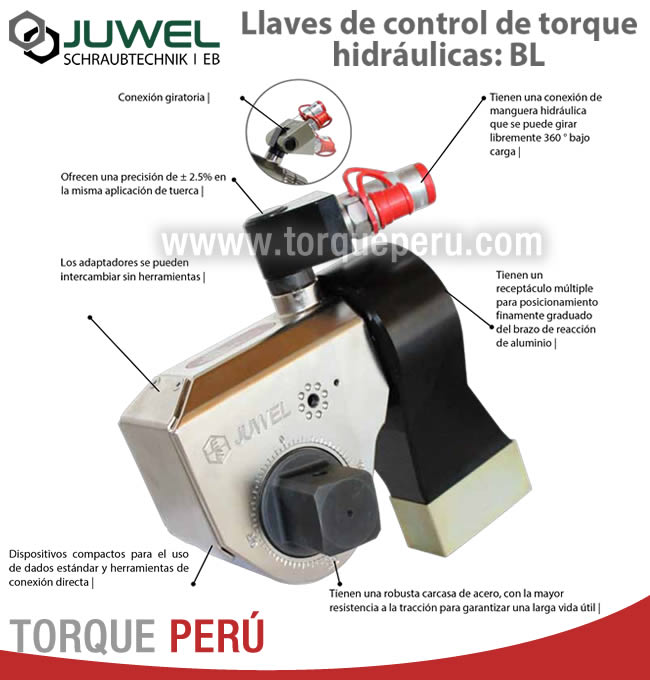 JUWEL
SCHRAUBTECHNIK I EB
Llaves de control de torque
hidráulicas: BL
Conexión giratoria |
Tienen una conexión de
manguera hidráulica
que se puede girar
libremente 360 ° bajo
carga |
Ofrecen una precisión de ± 2.5% en
la misma aplicación de tuerca |
www.torqueperu.com
Los adaptadores se pueden
intercambiar sin herramientas |
Tienen un
receptáculo múltiple
para posicionamiento
finamente graduado
del brazo de reacción
de aluminio |
JUWEL
Dispositivos compactos para el uso
de dados estándar y herramientas de
conexión directa |
Tienen una robusta carcasa de acero, con la mayor
resistencia a la tracción para garantizar una larga vida útil |
TORQUE PERÚ